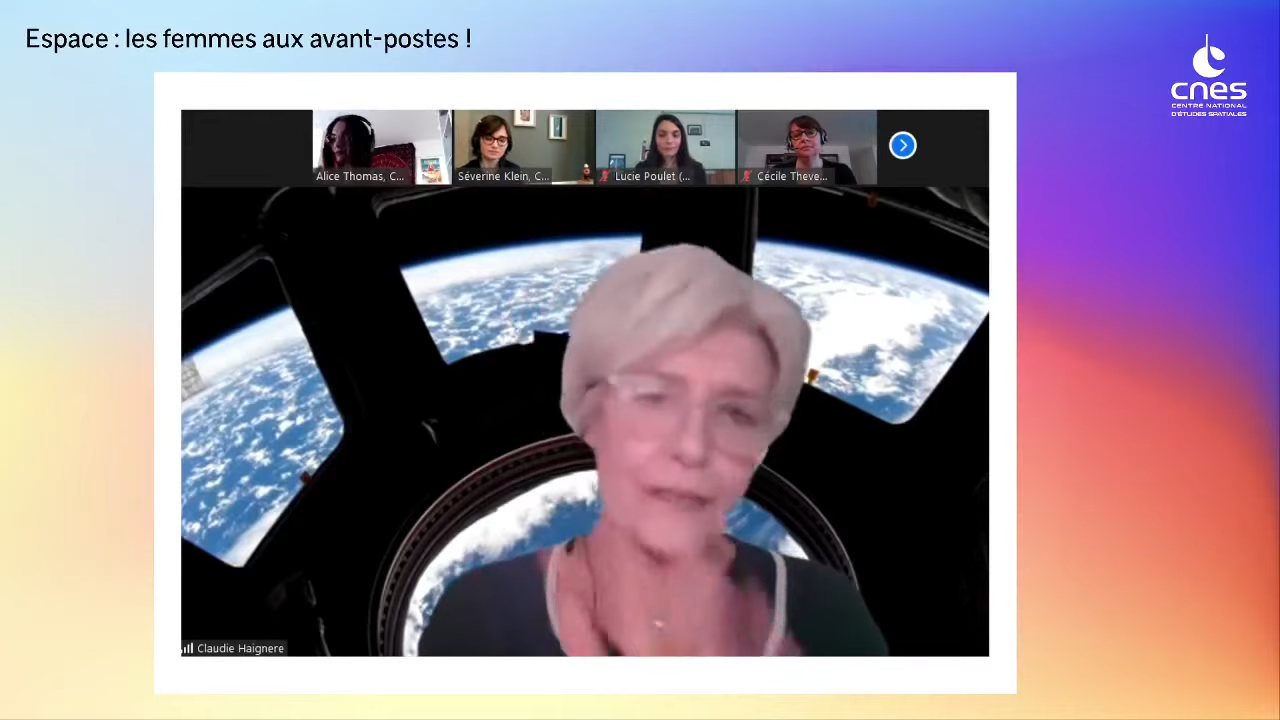 Espace : les femmes aux avant-postes !
cnes
CENTRE NATIONAL
D'ÉTUDES SPATIALES
Alice Thomas, C...
Séverine Klein, C...
Lucie Poulet (...
Cécile Theve...
Claudie Haignere